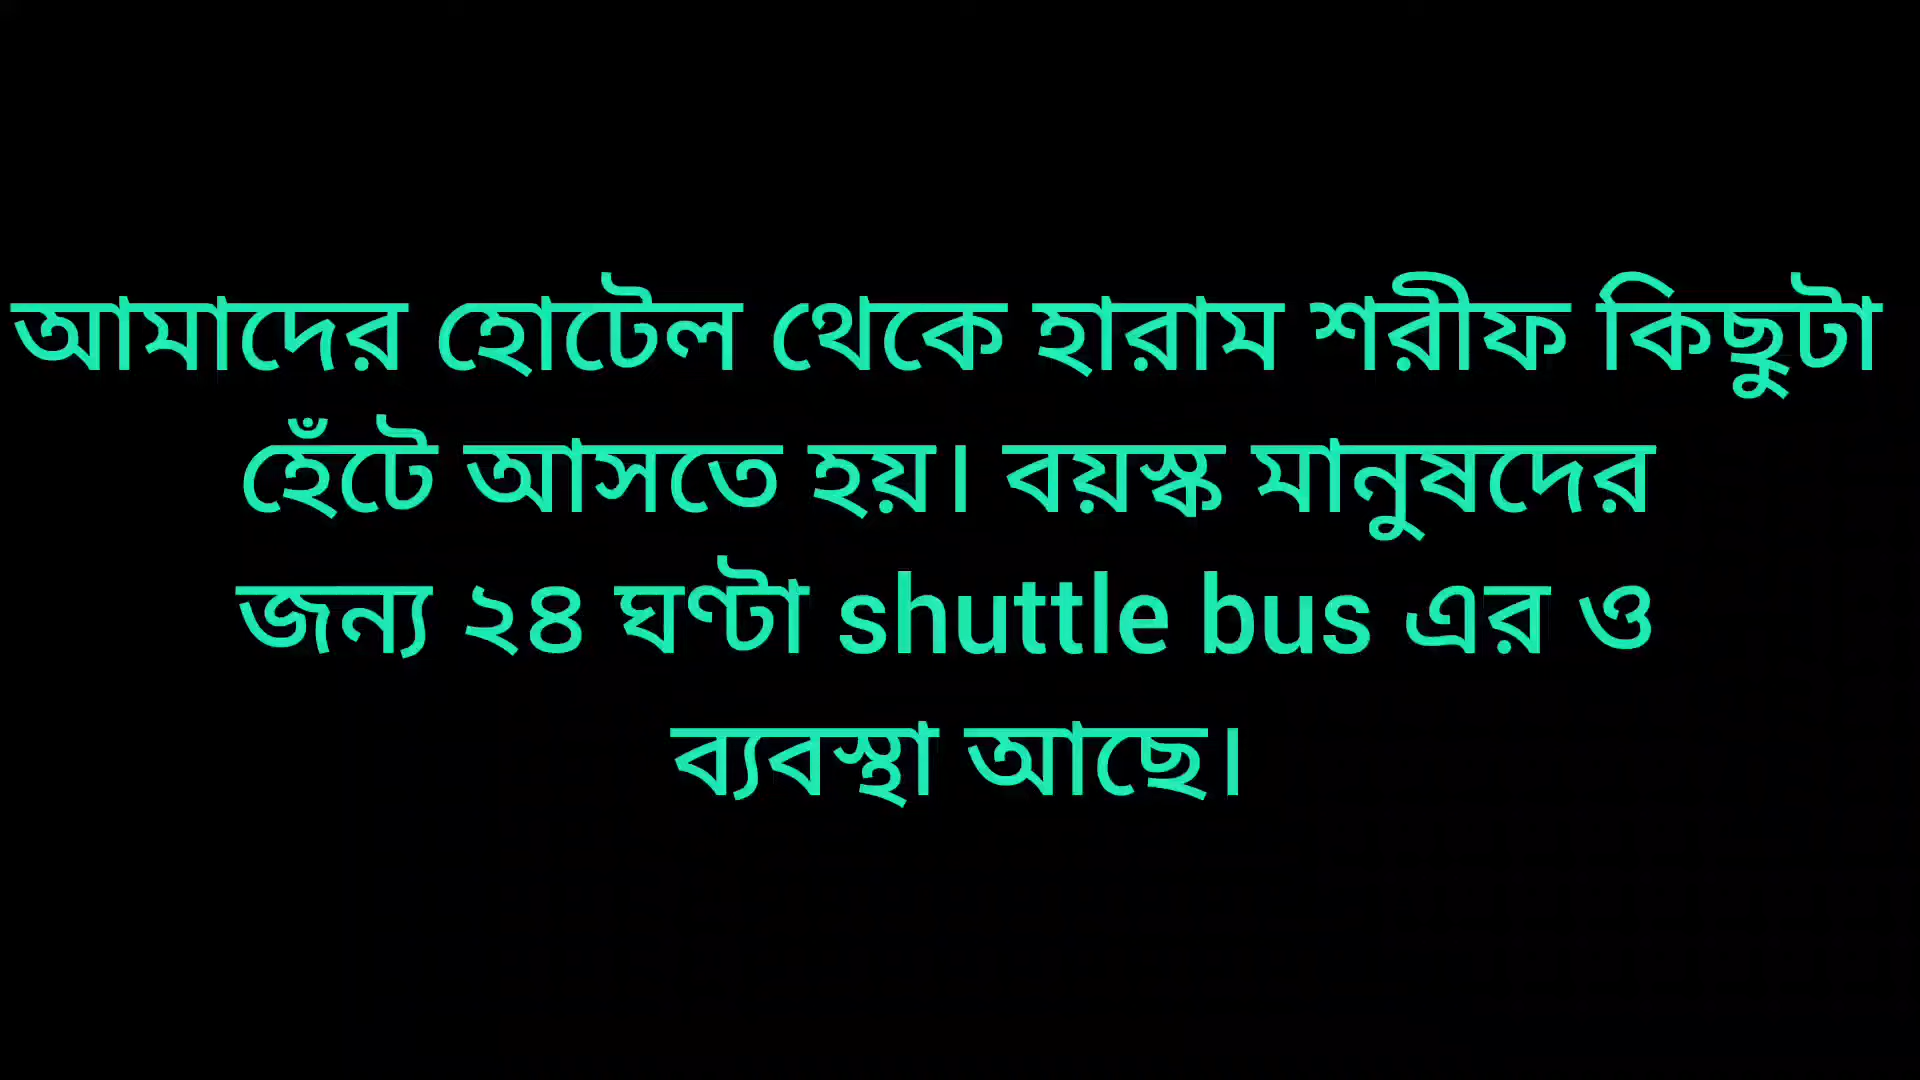 আমাদের হোটেল থেকে হারাম শরীফ কিছুটা
হেঁটে আসতে হয়। বয়স্ক মানুষদের
জন্য ২৪ ঘণ্টা shuttle bus এর ও
ব্যবস্থা আছে।